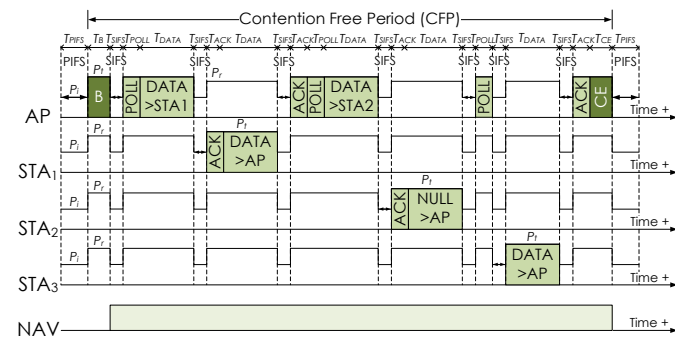 Contention Free Period (CFP)
TPIFS TB TSIFS TPOLL TDATA TSIFS TACK TDATA TSIFS TACK TPOLL TDATA TSIFS TACK TDATA TSIFS TPOLL TSIFS TDATA TSIFS TACK TCE TPIFS
PIFS SIFS SIFS SIFS SIFS SIFS SIFS SIFS PIFS
Pt Pr
Pi B POLL DATA >STA1 ACK POLL DATA >STA2 POLL ACK CE
AP Time +
Pr Pt
Pi ACK DATA >AP
STA1 Time +
Pr Pt
Pi ACK NULL >AP
STA2 Time +
Pr Pt
Pi DATA >AP
STA3 Time +
NAV Time +